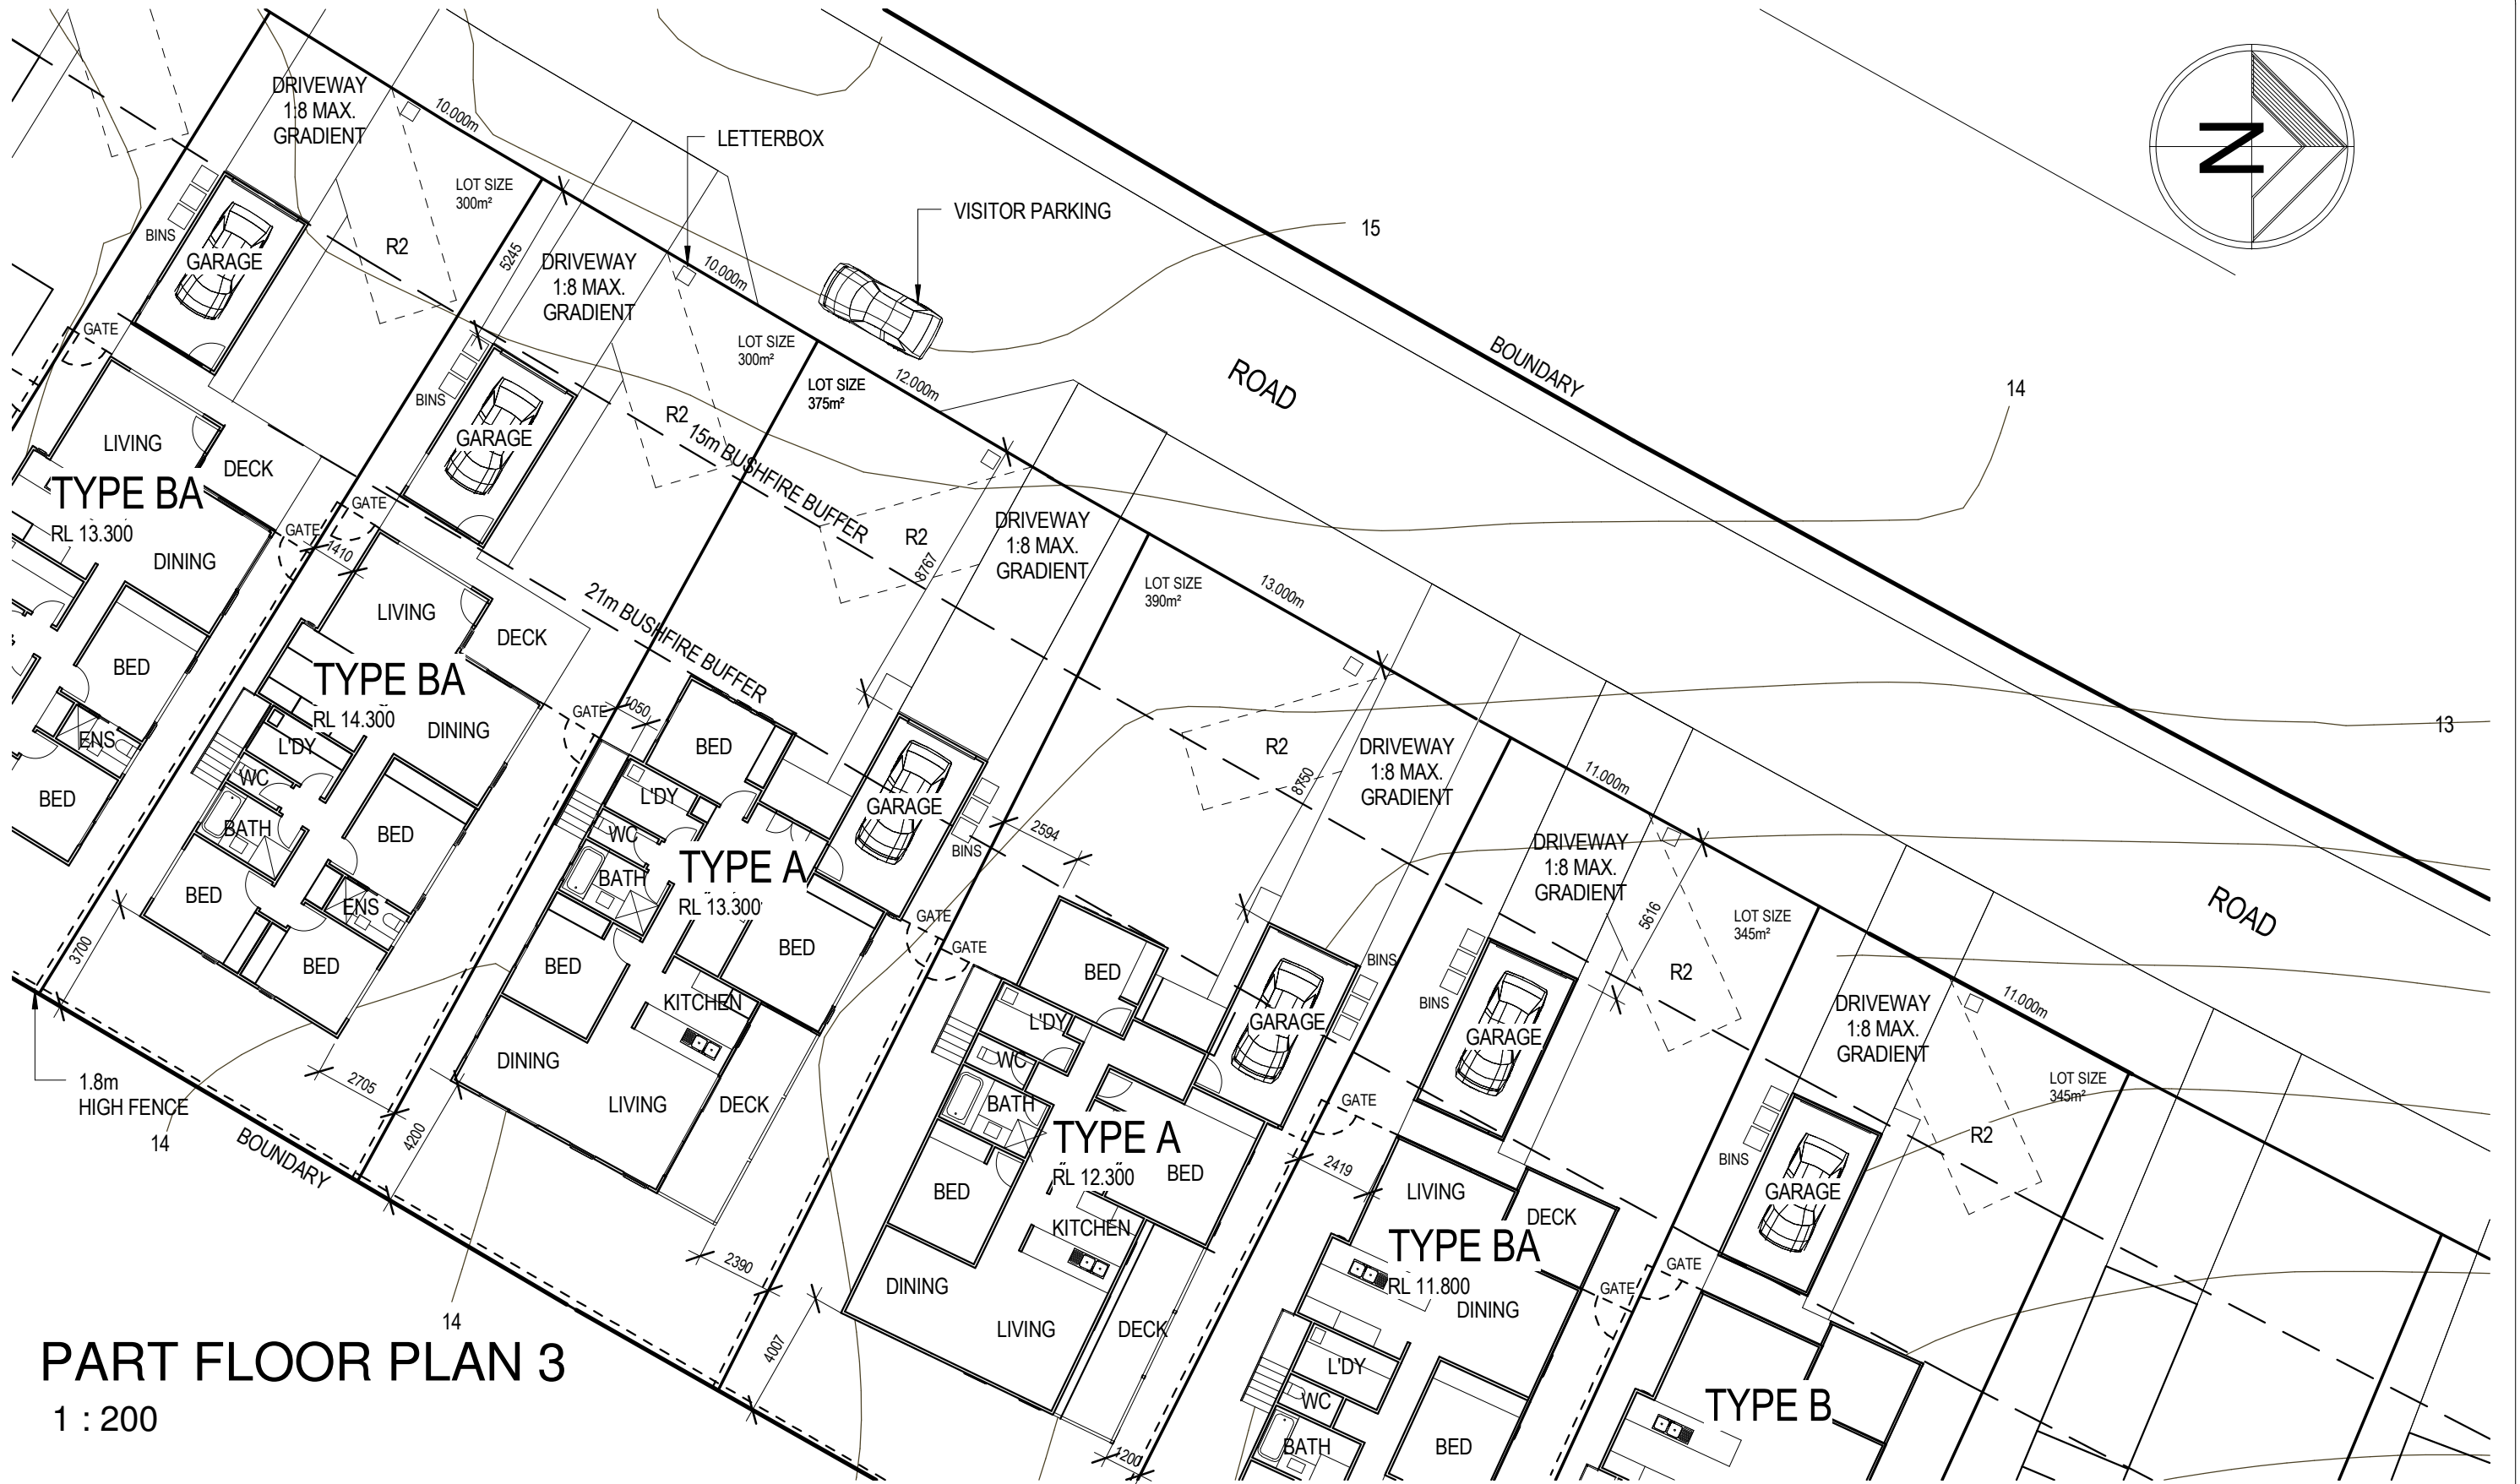 DRIVEWAY
1:8 MAX.
GRADIENT
10.000m
LETTERBOX
LOT SIZE
300m²
VISITOR PARKING
N
15
BINS
GARAGE
R2
5245
DRIVEWAY
1:8 MAX.
GRADIENT
10.000m
GATE
LOT SIZE
300m²
LOT SIZE
375m²
12.000m
ROAD
BOUNDARY
14
BINS
GARAGE
R2
15m BUSHFIRE BUFFER
LIVING
DECK
TYPE BA
RL 13.300
DINING
GATE
GATE
1410
R2
8767
DRIVEWAY
1:8 MAX.
GRADIENT
LOT SIZE
390m²
13.000m
21m BUSHFIRE BUFFER
LIVING
DECK
BED
TYPE BA
RL 14.300
DINING
ENS
L'DY
WC
BED
BATH
BED
BED
ENS
BED
3700
GATE
1050
BED
L'DY
WC
GARAGE
BINS
2594
R2
8750
DRIVEWAY
1:8 MAX.
GRADIENT
11.000m
13
TYPE A
RL 13.300
BATH
BED
BED
KITCHEN
DINING
LIVING
DECK
GATE
GATE
BED
L'DY
WC
BATH
GARAGE
BINS
DRIVEWAY
1:8 MAX.
GRADIENT
5616
LOT SIZE
345m²
R2
ROAD
BINS
GARAGE
11.000m
DRIVEWAY
1:8 MAX.
GRADIENT
LOT SIZE
345m²
R2
1.8m
HIGH FENCE
14
BOUNDARY
2705
4200
TYPE A
RL 12.300
BED
BED
KITCHEN
DINING
LIVING
DECK
2390
4007
1200
GATE
2419
LIVING
DECK
TYPE BA
RL 11.800
DINING
L'DY
WC
BATH
BED
BINS
GARAGE
GATE
GATE
TYPE B
14
PART FLOOR PLAN 3
1 : 200